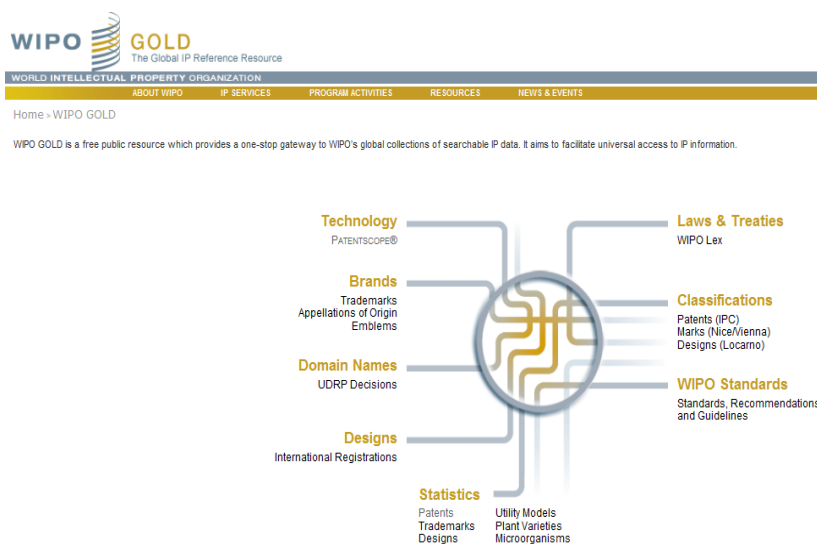 WIPO GOLD
The Global IP Reference Resource
WORLD INTELLECTUAL PROPERTY ORGANIZATION
ABOUT WIPO IP SERVICES PROGRAM ACTIVITIES RESOURCES NEWS & EVENTS
Home » WIPO GOLD
WIPO GOLD is a free public resource which provides a one-stop gateway to WIPO's global collections of searchable IP data. It aims to facilitate universal access to IP information.
Technology
PATENTSCOPE®
Brands
Trademarks
Appellations of Origin
Emblems
Domain Names
UDRP Decisions
Designs
International Registrations
Laws & Treaties
WIPO Lex
Classifications
Patents (IPC)
Marks (Nice/Vienna)
Designs (Locarno)
WIPO Standards
Standards, Recommendations
and Guidelines
Statistics
Patents Utility Models
Trademarks Plant Varieties
Designs Microorganisms